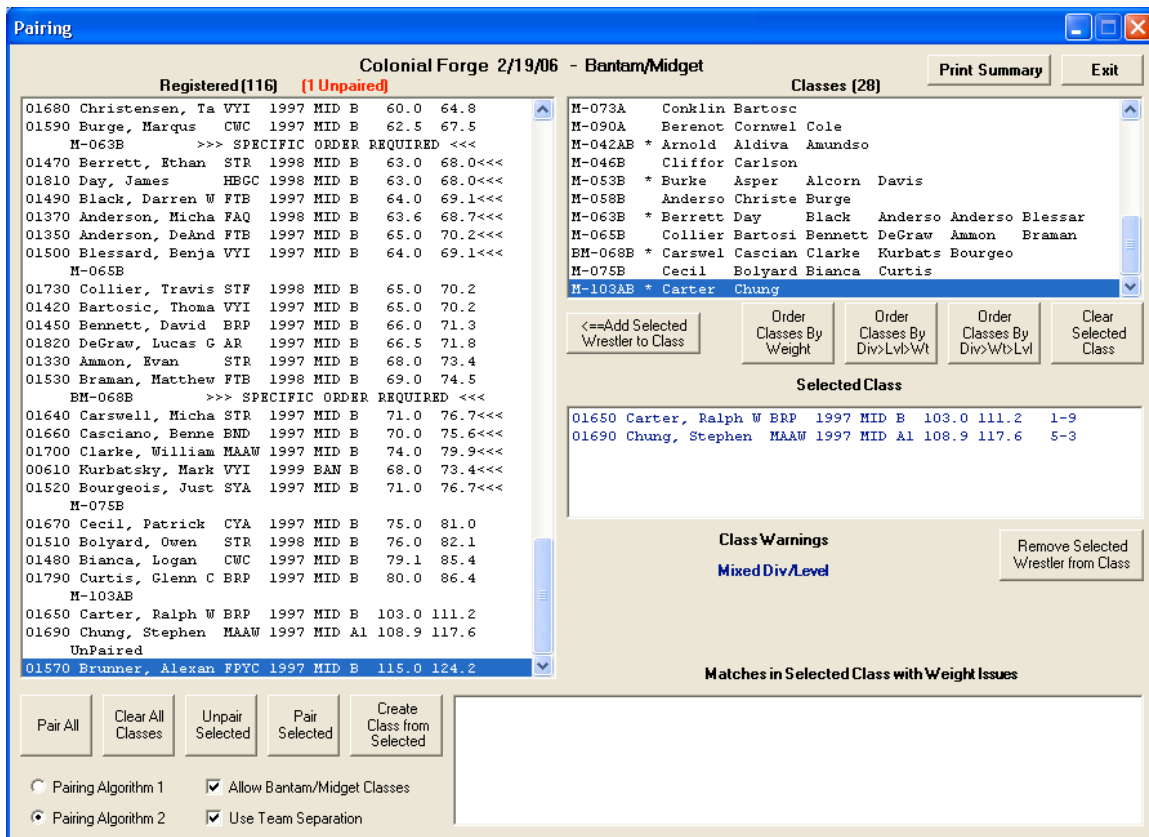 Pairing
Colonial Forge 2/19/06 - Bantam/Midget
Print Summary
Exit
Registered (116) (1 Unpaired)
Classes (28)
01680 Christensen, Ta VYI 1997 MID B 60.0 64.8
01590 Burge, Marqus CWC 1997 MID B 62.5 67.5
M-063B >>> SPECIFIC ORDER REQUIRED <<<
01470 Berrett, Ethan STR 1998 MID B 63.0 68.0<<<
01810 Day, James HBGC 1998 MID B 63.0 68.0<<<
01490 Black, Darren W FTB 1997 MID B 64.0 69.1<<<
01370 Anderson, Micha FAQ 1998 MID B 63.6 68.7<<<
01350 Anderson, DeAnd FTB 1997 MID B 65.0 70.2<<<
01500 Blessard, Benja VYI 1997 MID B 64.0 69.1<<<
M-065B
01730 Collier, Travis STF 1998 MID B 65.0 70.2
01420 Bartosic, Thoma VYI 1997 MID B 65.0 70.2
01450 Bennett, David BRP 1997 MID B 66.0 71.3
01820 DeGraw, Lucas G AR 1997 MID B 66.5 71.8
01330 Ammon, Evan STR 1997 MID B 68.0 73.4
01530 Braman, Matthew FTB 1998 MID B 69.0 74.5
BM-068B >>> SPECIFIC ORDER REQUIRED <<<
01640 Carswell, Micha STR 1997 MID B 71.0 76.7<<<
01660 Casciano, Benne BND 1997 MID B 70.0 75.6<<<
01700 Clarke, William MAAW 1997 MID B 74.0 79.9<<<
00610 Kurbatsky, Mark VYI 1999 BAN B 68.0 73.4<<<
01520 Bourgeois, Just SYA 1997 MID B 71.0 76.7<<<
M-075B
01670 Cecil, Patrick CYA 1997 MID B 75.0 81.0
01510 Bolyard, Owen STR 1998 MID B 76.0 82.1
01480 Bianca, Logan CWC 1997 MID B 79.1 85.4
01790 Curtis, Glenn C BRP 1997 MID B 80.0 86.4
M-103AB
01650 Carter, Ralph W BRP 1997 MID B 103.0 111.2
01690 Chung, Stephen MAAW 1997 MID A1 108.9 117.6
UnPaired
01570 Brunner, Alexan FPYC 1997 MID B 115.0 124.2
M-073A Conklin Bartosc
M-090A Berenot Cornwel Cole
M-042AB * Arnold Aldiva Amundso
M-046B Cliffor Carlson
M-053B * Burke Asper Alcorn Davis
M-058B Anderso Christe Burge
M-063B * Berrett Day Black Anderso Anderso Blessar
M-065B Collier Bartosi Bennett DeGraw Ammon Braman
BM-068B * Carswel Cascian Clarke Kurbats Bourgeo
M-075B Cecil Bolyard Bianca Curtis
M-103AB * Carter Chung
<==Add Selected
Wrestler to Class
Order
Classes By
Weight
Order
Classes By
Div>Lvl>Wt
Order
Classes By
Div>Wt>Lvl
Clear
Selected
Class
Selected Class
01650 Carter, Ralph W BRP 1997 MID B 103.0 111.2 1-9
01690 Chung, Stephen MAAW 1997 MID A1 108.9 117.6 5-3
Class Warnings
Mixed Div/Level
Remove Selected
Wrestler from Class
Matches in Selected Class with Weight Issues
Pair All
Clear All
Classes
Unpair
Selected
Pair
Selected
Create
Class from
Selected
Pairing Algorithm 1
Allow Bantam/Midget Classes
Pairing Algorithm 2
Use Team Separation